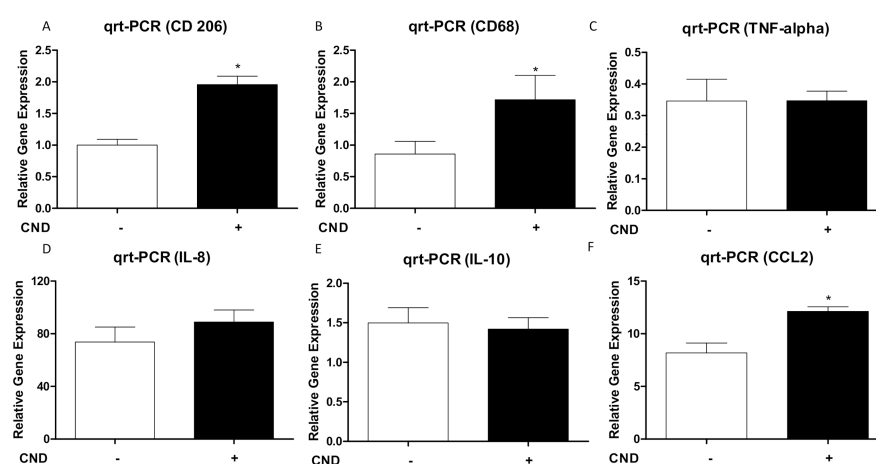 A
qrt-PCR (CD 206)
Relative Gene Expression
2.5
2.0
1.5
1.0
0.5
0.0
*
CND - +
B
qrt-PCR (CD68)
Relative Gene Expression
2.5
2.0
1.5
1.0
0.5
0.0
*
CND - +
C
qrt-PCR (TNF-alpha)
Relative Gene Expression
0.5
0.4
0.3
0.2
0.1
0.0
CND - +
D
qrt-PCR (IL-8)
Relative Gene Expression
120
80
40
0
CND - +
E
qrt-PCR (IL-10)
Relative Gene Expression
2.0
1.5
1.0
0.5
0.0
CND - +
F
qrt-PCR (CCL2)
Relative Gene Expression
15
10
5
0
*
CND - +